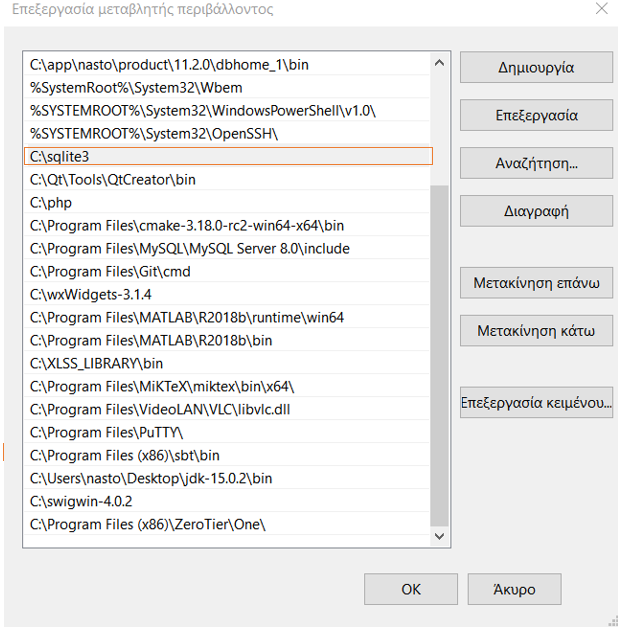 Επεξεργασία μεταβλητής περιβάλλοντος
C:\app\nasto\product\11.2.0\dbhome_1\bin
%SystemRoot%\System32\Wbem
%SYSTEMROOT%\System32\WindowsPowerShell\v1.0\
%SYSTEMROOT%\System32\OpenSSH\
C:\sqlite3
C:\Qt\Tools\QtCreator\bin
C:\php
C:\Program Files\cmake-3.18.0-rc2-win64-x64\bin
C:\Program Files\MySQL\MySQL Server 8.0\include
C:\Program Files\Git\cmd
C:\wxWidgets-3.1.4
C:\Program Files\MATLAB\R2018b\runtime\win64
C:\Program Files\MATLAB\R2018b\bin
C:\XLSS_LIBRARY\bin
C:\Program Files\MiKTeX\miktex\bin\x64\
C:\Program Files\VideoLAN\VLC\libvlc.dll
C:\Program Files\PuTTY\
C:\Program Files (x86)\sbt\bin
C:\Users\nasto\Desktop\jdk-15.0.2\bin
C:\swigwin-4.0.2
C:\Program Files (x86)\ZeroTier\One\
Δημιουργία
Επεξεργασία
Αναζήτηση...
Διαγραφή
Μετακίνηση επάνω
Μετακίνηση κάτω
Επεξεργασία κειμένου...
OK
Άκυρο